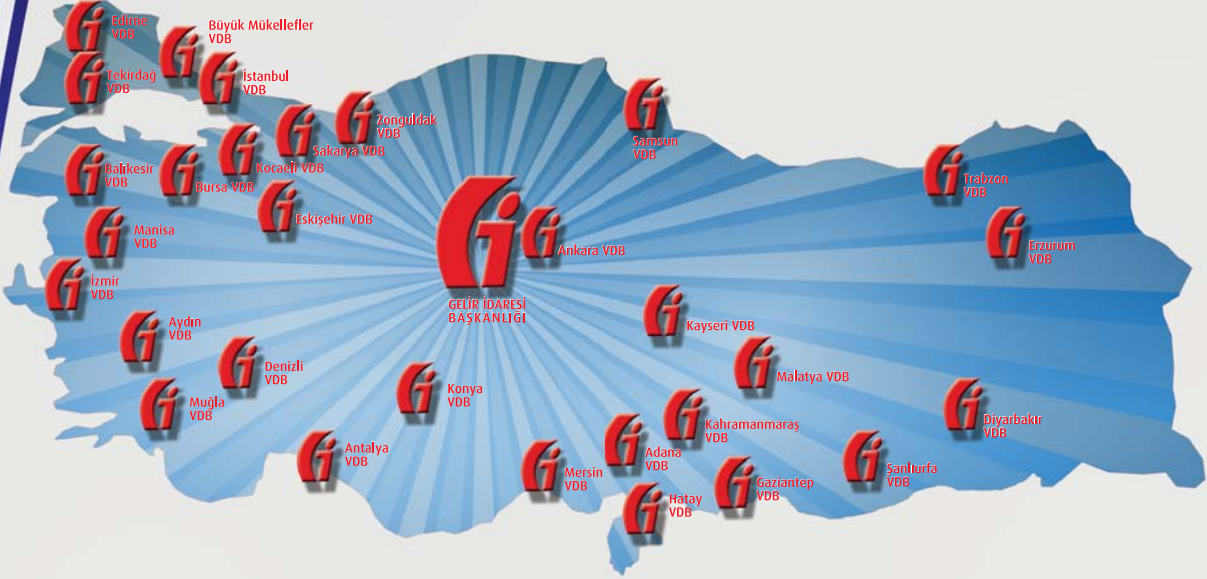 Edirne
VDB
Büyük Mükellefler
VDB
Tekirdağ
VDB
İstanbul
VDB
Zonguldak
VDB
Sakarya VDB
Samsun
VDB
Balıkesir
VDB
Bursa VDB
Kocaeli VDB
Trabzon
VDB
Eskişehir VDB
Manisa
VDB
Ankara VDB
Erzurum
VDB
İzmir
VDB
GELİR İDARESİ
BAŞKANLIĞI
Aydın
VDB
Kayseri VDB
Denizli
VDB
Malatya VDB
Muğla
VDB
Konya
VDB
Kahramanmaraş
VDB
Diyarbakır
VDB
Antalya
VDB
Mersin
VDB
Adana
VDB
Gaziantep
VDB
Şanlıurfa
VDB
Hatay
VDB